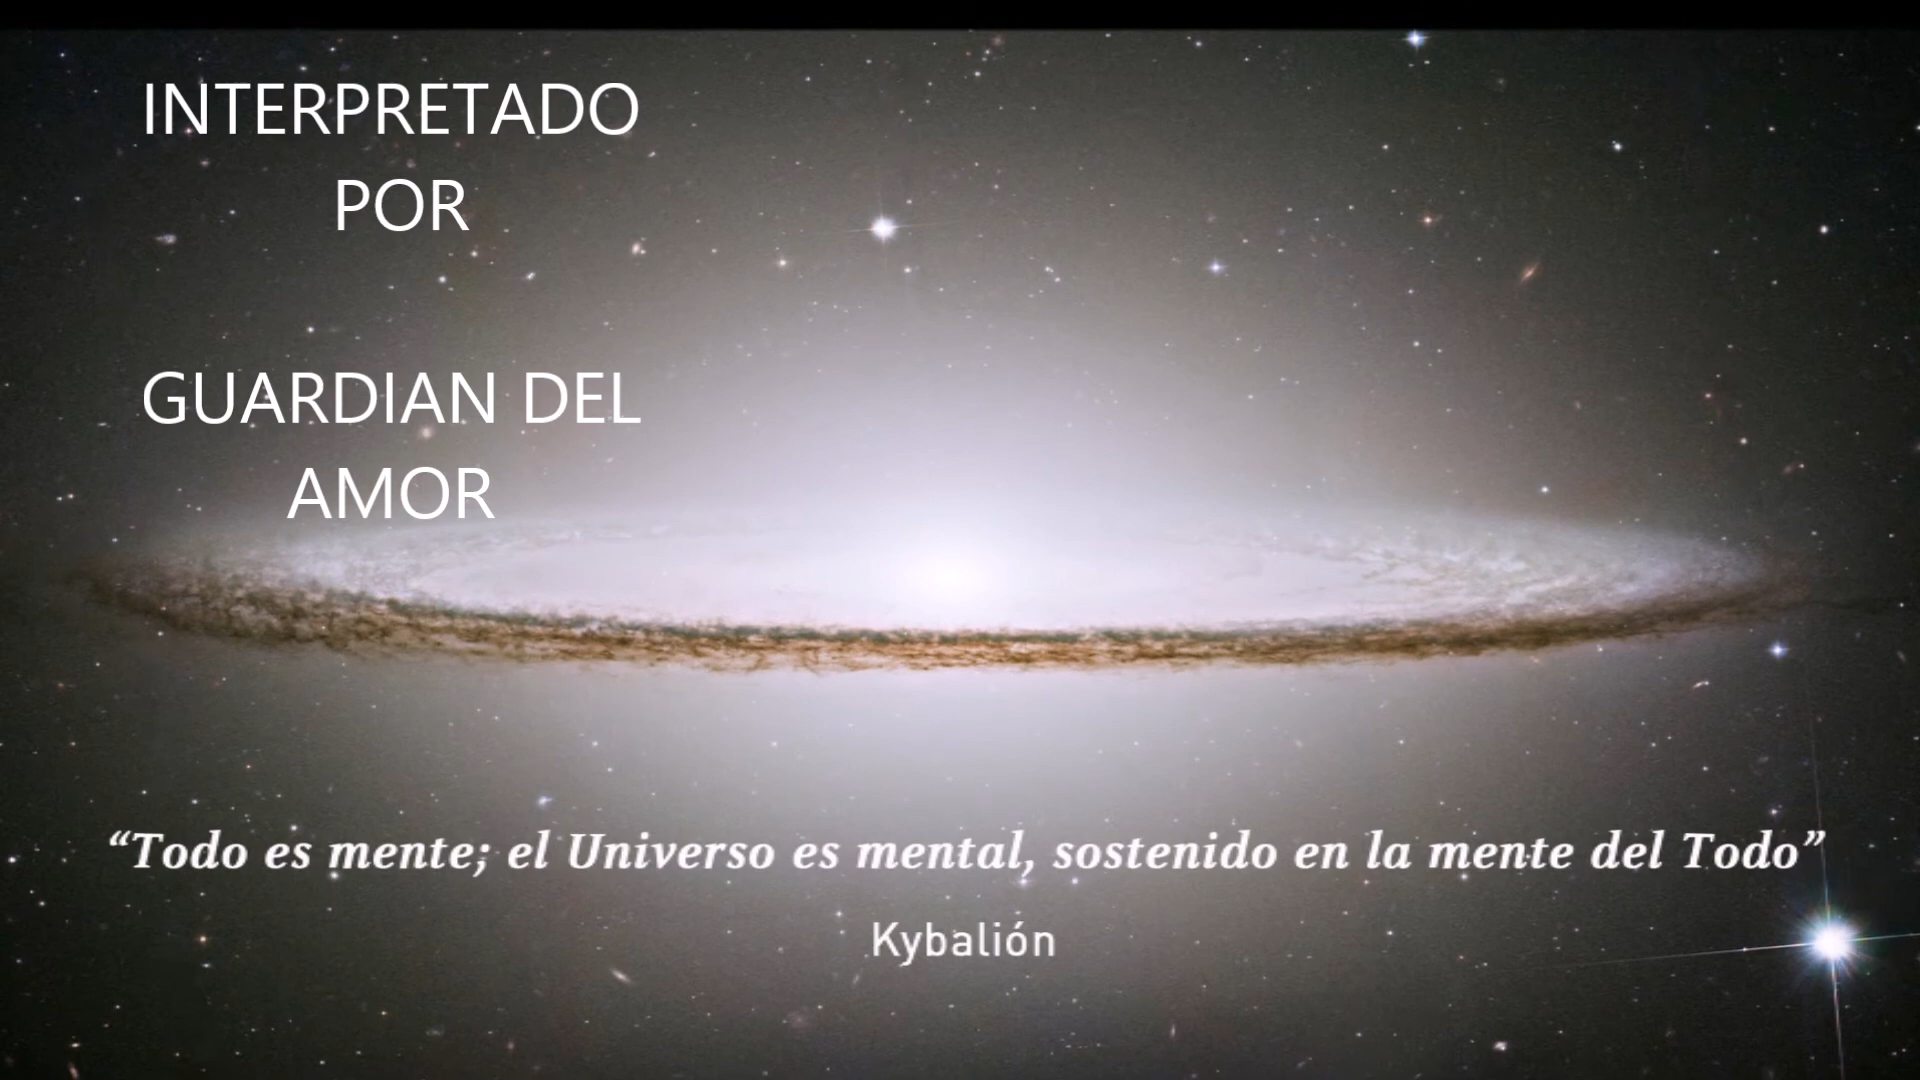 INTERPRETADO
POR
GUARDIAN DEL
AMOR
“Todo es mente; el Universo es mental, sostenido en la mente del Todo”
Kybalión